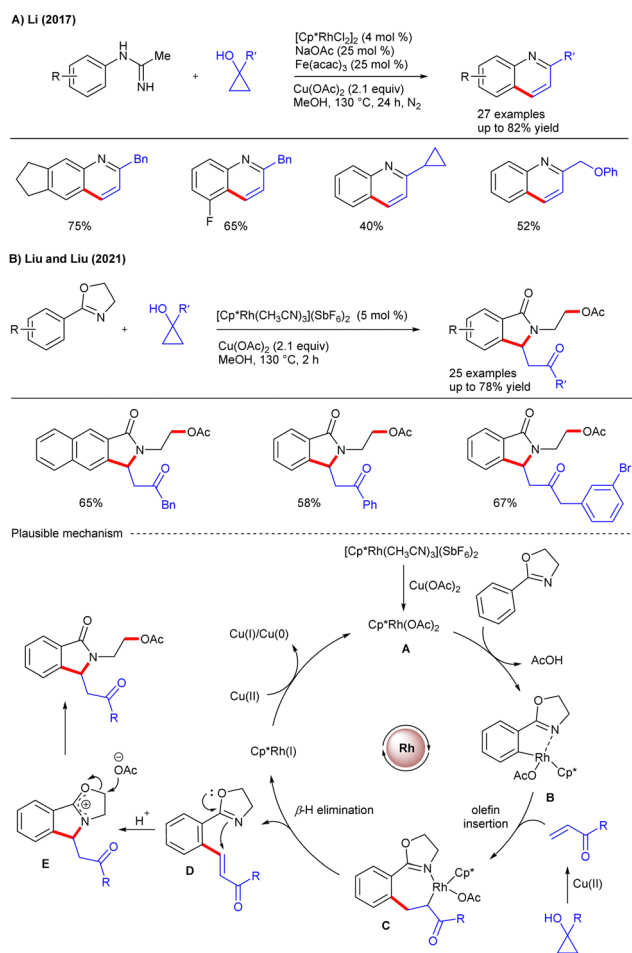 A) Li (2017)
R
H
N
Me
NH
+
HO R′
[Cp*RhCl2]2 (4 mol %)
NaOAc (25 mol %)
Fe(acac)3 (25 mol %)
Cu(OAc)2 (2.1 equiv)
MeOH, 130 °C, 24 h, N2
R
N
R′
27 examples
up to 82% yield
N
Bn
75%
N
Bn
F
65%
N
40%
N
OPh
52%
B) Liu and Liu (2021)
R
O
N
+
HO R′
[Cp*Rh(CH3CN)3](SbF6)2 (5 mol %)
Cu(OAc)2 (2.1 equiv)
MeOH, 130 °C, 2 h
R
O
N
OAc
O
R′
25 examples
up to 78% yield
O
N
OAc
O
Bn
65%
O
N
OAc
O
Ph
58%
O
N
OAc
O
Br
67%
Plausible mechanism
[Cp*Rh(CH3CN)3](SbF6)2
Cu(OAc)2
O
N
Cp*Rh(OAc)2
A
AcOH
Cu(I)/Cu(0)
Cu(II)
Cp*Rh(I)
Rh
O
N
Rh
AcO
Cp*
B
olefin
insertion
O
R
Cu(II)
HO R
O
N
Rh
Cp*
OAc
R
O
C
β-H elimination
O
N
R
O
D
H+
⊖
OAc
O
N
+
O
R
E
O
N
OAc
O
R